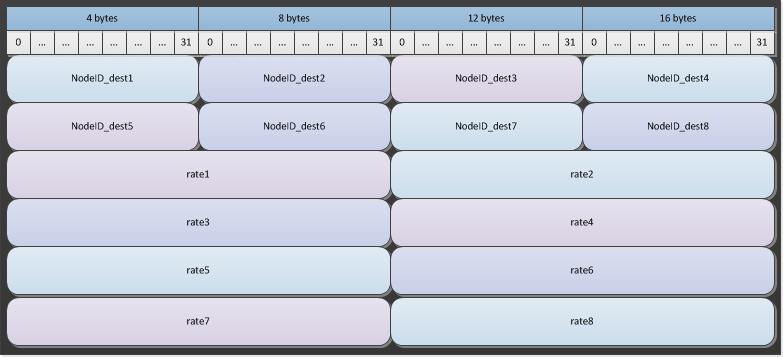 4 bytes 8 bytes 12 bytes 16 bytes
0 ... ... ... ... ... ... 31 0 ... ... ... ... ... ... 31 0 ... ... ... ... ... ... 31 0 ... ... ... ... ... ... 31
NodeID_dest1 NodeID_dest2 NodeID_dest3 NodeID_dest4
NodeID_dest5 NodeID_dest6 NodeID_dest7 NodeID_dest8
rate1 rate2
rate3 rate4
rate5 rate6
rate7 rate8